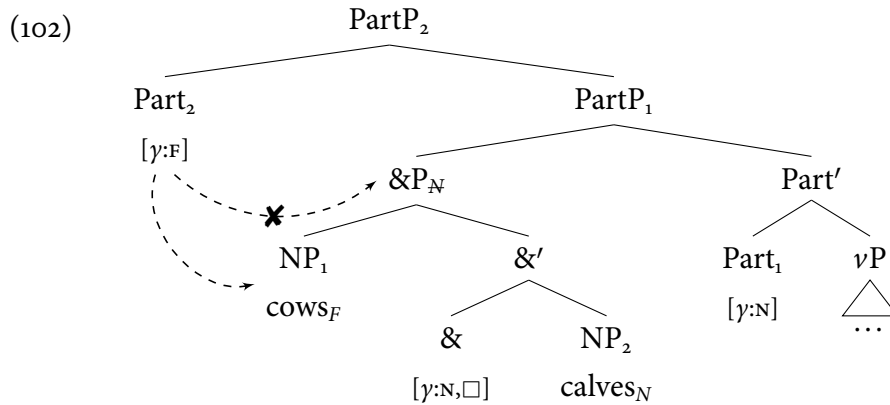 (102)
PartP₂
Part₂ PartP₁
[γ:F]
&P_N̶ Part′
NP₁ &′ Part₁ vP
cows_F [γ:N] …
& NP₂
[γ:N,□] calves_N